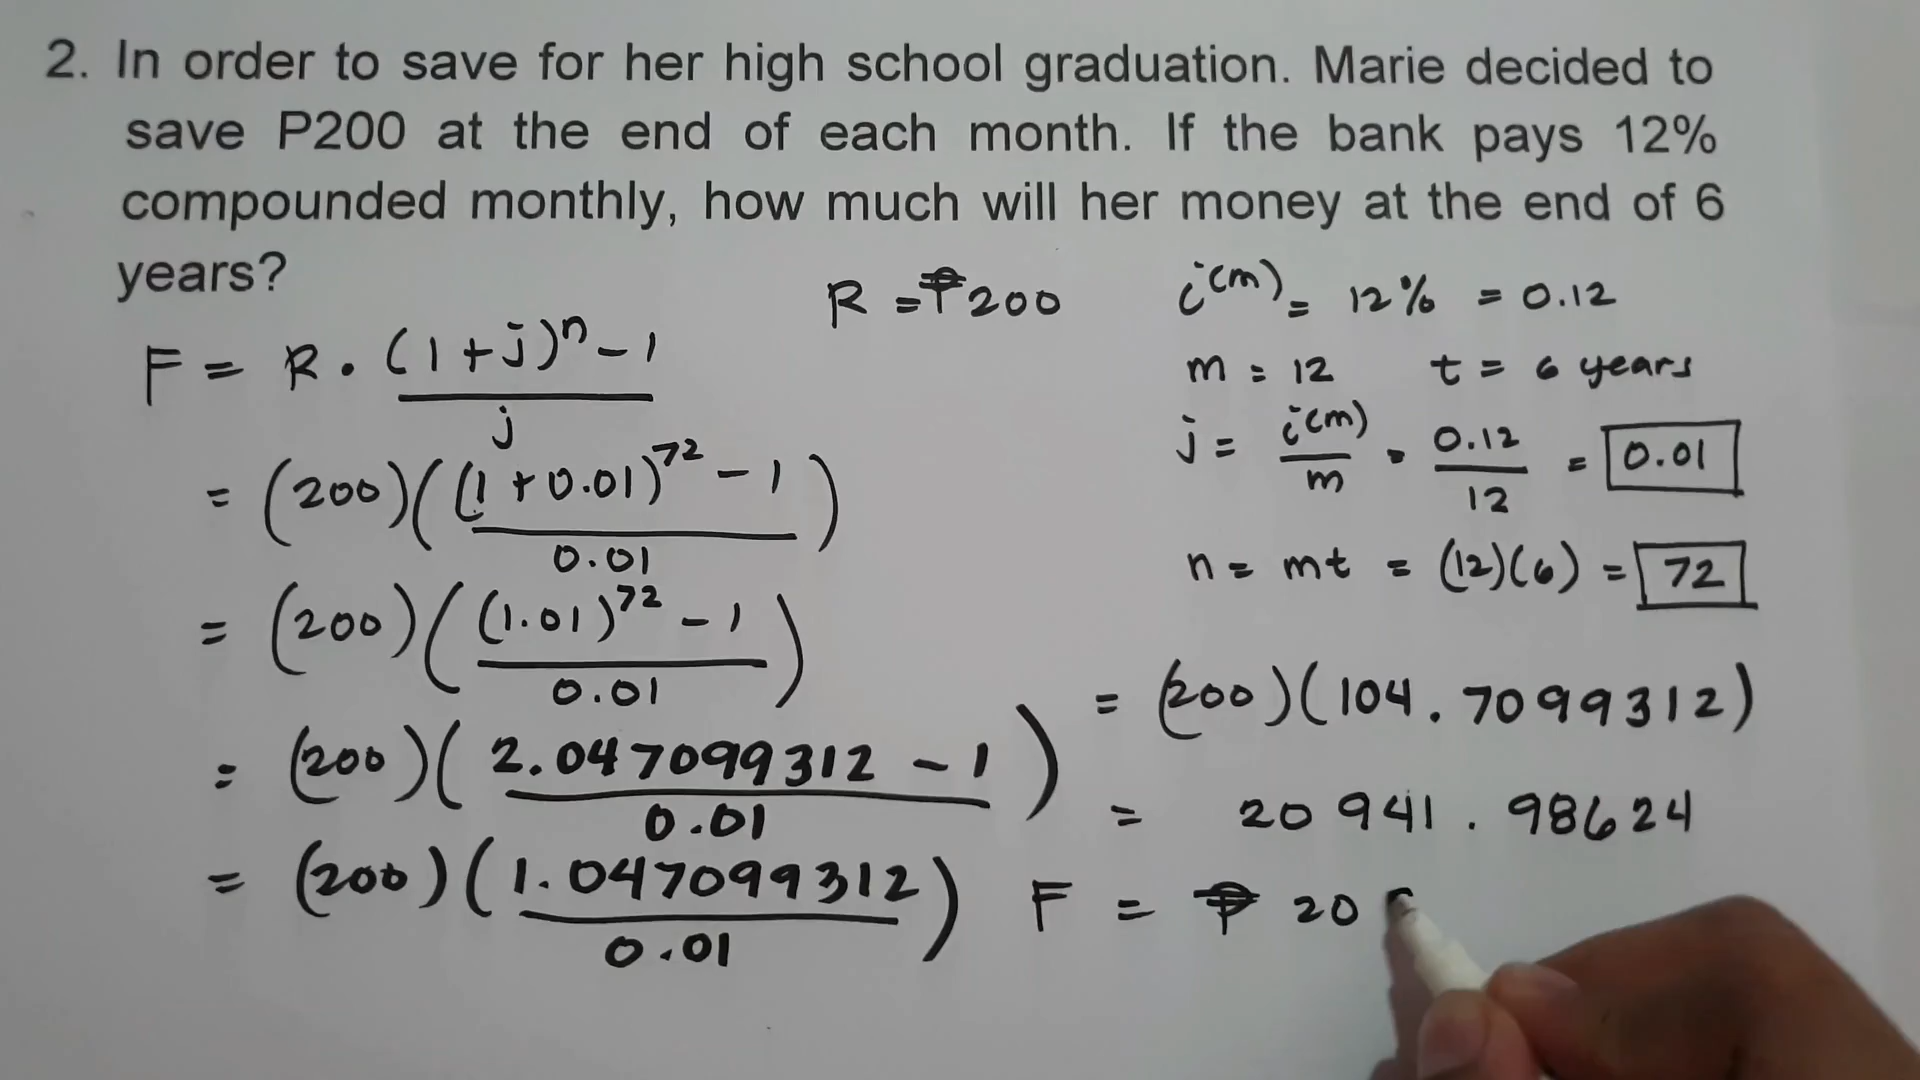 2. In order to save for her high school graduation. Marie decided to
save P200 at the end of each month. If the bank pays 12%
compounded monthly, how much will her money at the end of 6
years?
R = ₱200
i^(m) = 12% = 0.12
m = 12 t = 6 years
j = i^(m)/m = 0.12/12 = 0.01
n = mt = (12)(6) = 72
F = R · (1+j)^n - 1 / j
= (200)((1+0.01)^72 - 1 / 0.01)
= (200)((1.01)^72 - 1 / 0.01)
= (200)(2.047099312 - 1 / 0.01)
= (200)(1.047099312 / 0.01)
= (200)(104.7099312)
= 20 941.98624
F = ₱ 20